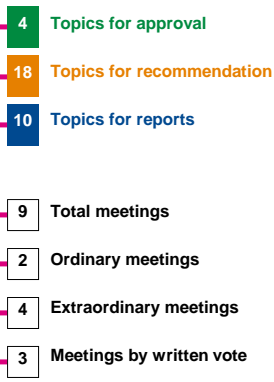 4 Topics for approval
18 Topics for recommendation
10 Topics for reports
9 Total meetings
2 Ordinary meetings
4 Extraordinary meetings
3 Meetings by written vote